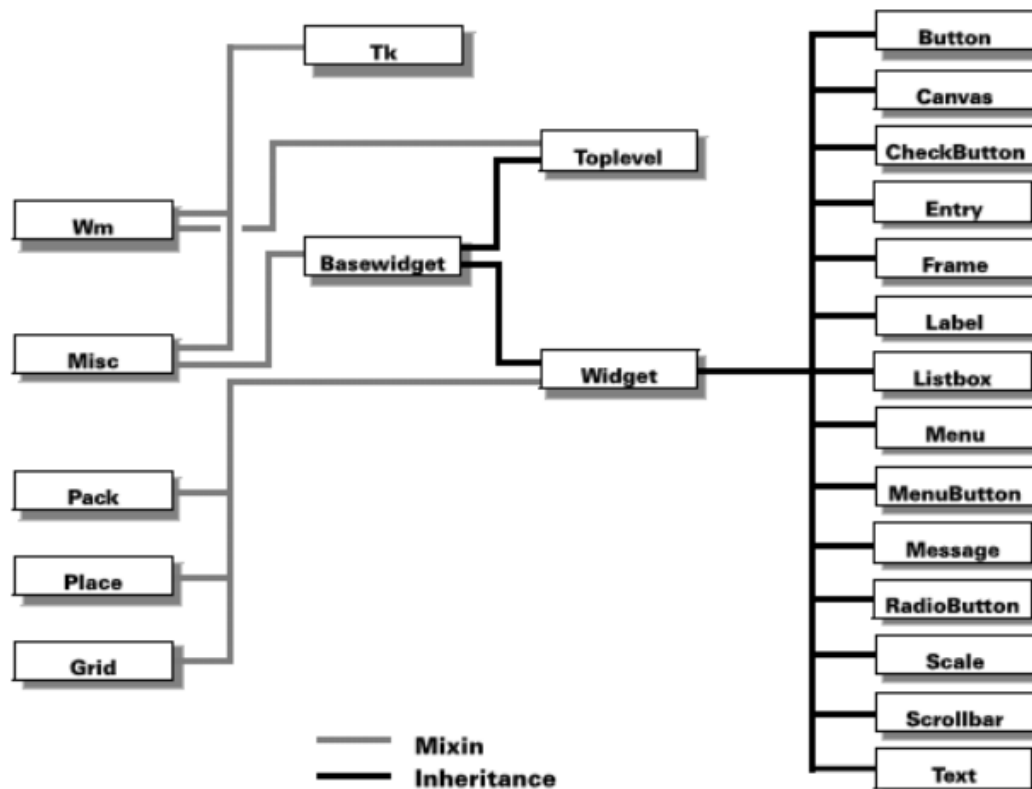 Tk
Toplevel
Wm
Basewidget
Misc
Widget
Pack
Place
Grid
Button
Canvas
CheckButton
Entry
Frame
Label
Listbox
Menu
MenuButton
Message
RadioButton
Scale
Scrollbar
Text
Mixin
Inheritance